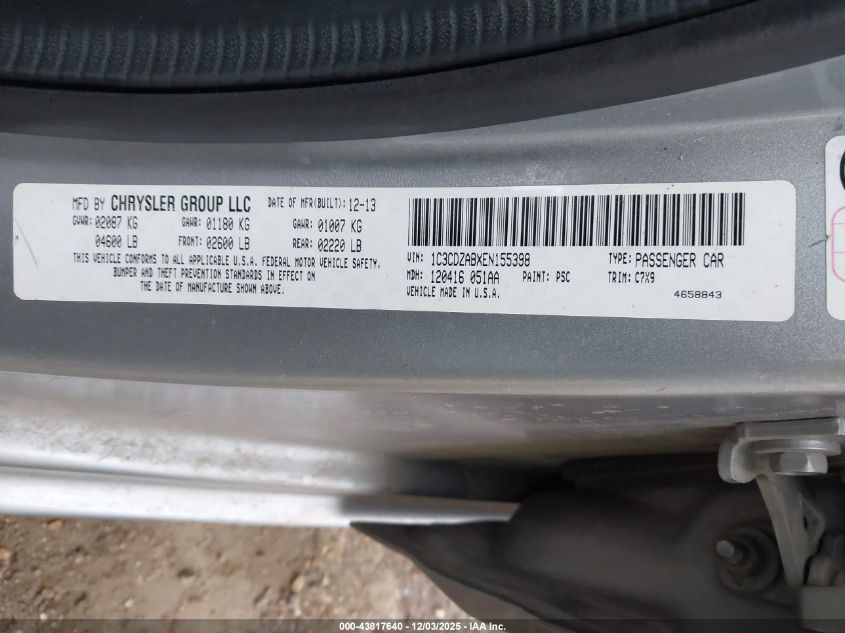 MFD BY CHRYSLER GROUP LLC DATE OF MFR(BUILT): 12-13
GVWR: 02087 KG GAWR: 01180 KG GAWR: 01007 KG
04600 LB FRONT: 02600 LB REAR: 02220 LB
THIS VEHICLE CONFORMS TO ALL APPLICABLE U.S.A. FEDERAL MOTOR VEHICLE SAFETY,
BUMPER AND THEFT PREVENTION STANDARDS IN EFFECT ON
THE DATE OF MANUFACTURE SHOWN ABOVE.
VIN: 1C3CDZABXEN155398 TYPE: PASSENGER CAR
MDH: 120416 051AA PAINT: PSC TRIM: C7X9
VEHICLE MADE IN U.S.A. 4658843
000-43817640 - 12/03/2025 - IAA Inc.